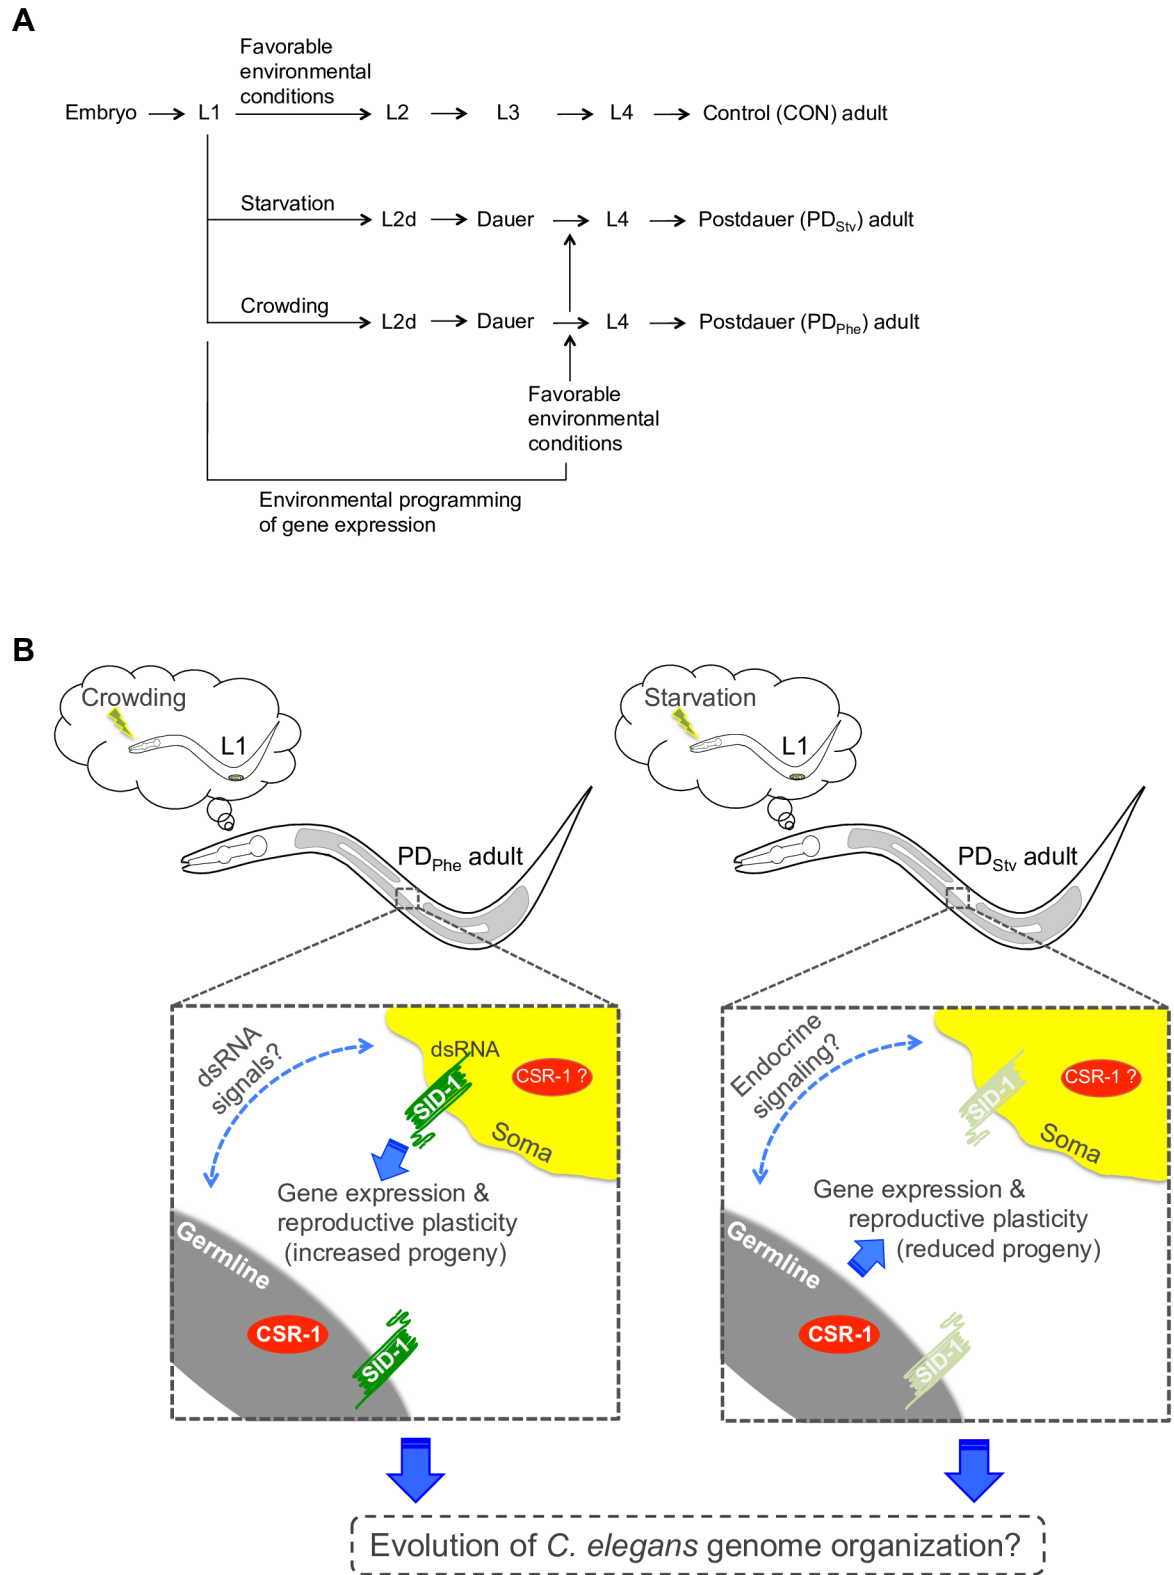 A
Favorable
environmental
conditions
Embryo L1 L2 L3 L4 Control (CON) adult
Starvation
L2d Dauer L4 Postdauer (PDStv) adult
Crowding
L2d Dauer L4 Postdauer (PDPhe) adult
Favorable
environmental
conditions
Environmental programming
of gene expression
B
Crowding
L1
PDPhe adult
dsRNA
signals?
dsRNA
SID-1
CSR-1 ?
Soma
Gene expression &
reproductive plasticity
(increased progeny)
Germline
CSR-1
SID-1
Starvation
L1
PDStv adult
Endocrine
signaling?
SID-1
CSR-1 ?
Soma
Gene expression &
reproductive plasticity
(reduced progeny)
Germline
CSR-1
SID-1
Evolution of C. elegans genome organization?